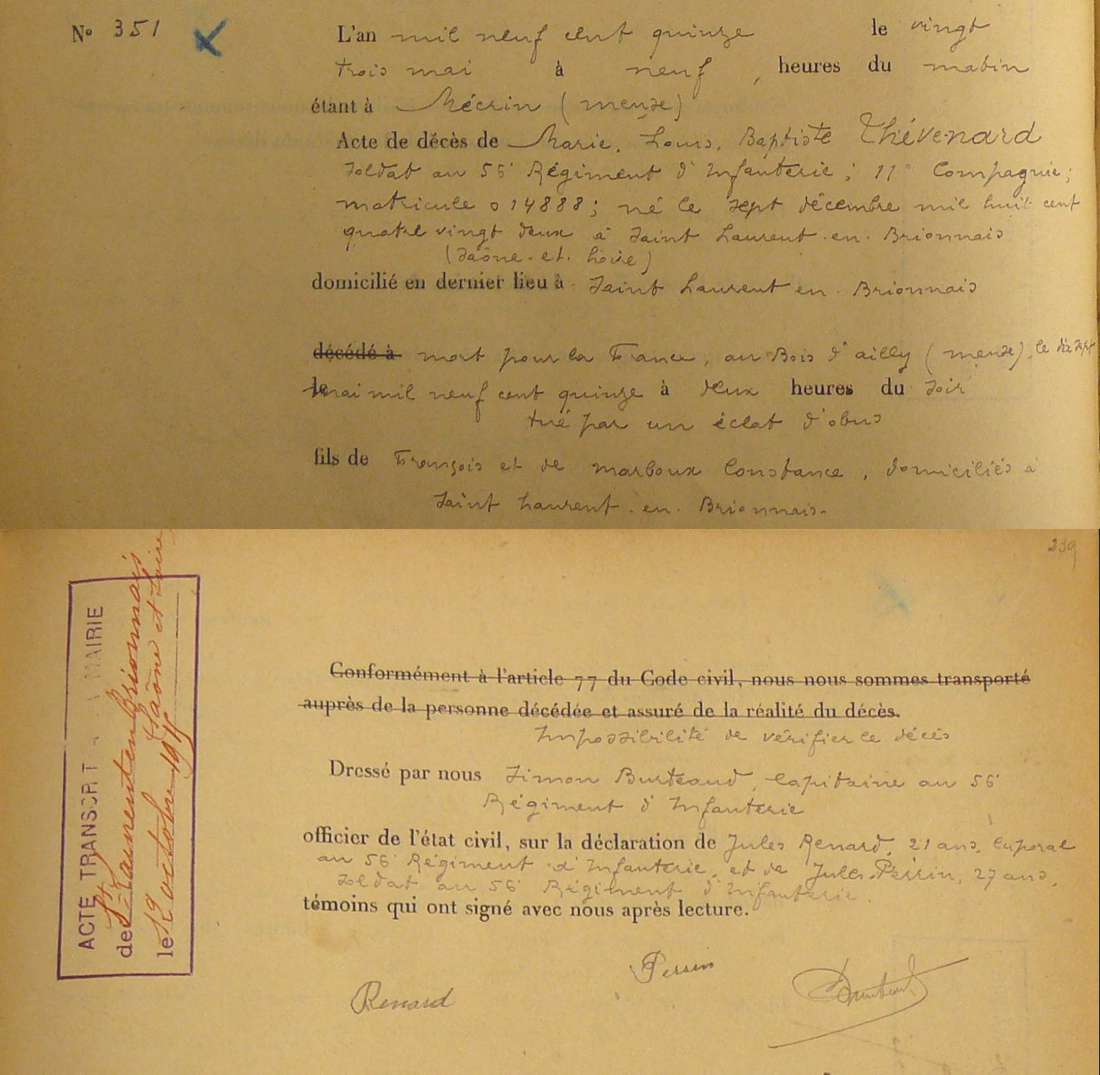 N° 351
L'an mil neuf cent quinze le vingt
trois mai à neuf, heures du matin
étant à Mécrin (meuse)
Acte de décès de Marie, Louis, Baptiste Thévenard
Soldat au 56e Régiment d'Infanterie; 11e Compagnie;
matricule 014888; né le sept décembre mil huit cent
quatre vingt deux à Saint Laurent-en-Brionnais
(Saône-et-Loire)
domicilié en dernier lieu à Saint Laurent en-Brionnais
décédé à mort pour la France, au Bois d'ailly (meuse), le dix sept
le mai mil neuf cent quinze à deux heures du soir
tué par un éclat d'obus
fils de François et de marboux Constance, domiciliés à
Saint Laurent-en-Brionnais-
239
Conformément à l'article 77 du Code civil, nous nous sommes transporté
auprès de la personne décédée et assuré de la réalité du décès.
Impossibilité de vérifier le décès
Dressé par nous Simon Burteaud, Capitaine au 56e
Régiment d'Infanterie
officier de l'état civil, sur la déclaration de Jules Renard, 21 ans, Caporal
au 56e Régiment d'Infanterie, et de Jules Perrin, 27 ans,
Soldat au 56e Régiment d'Infanterie.
témoins qui ont signé avec nous après lecture.
Perrin
Renard
ACTE TRANSCRIT MAIRIE
de St Laurent en Brionnais
Saône et Loire
le 12 octobre 1915